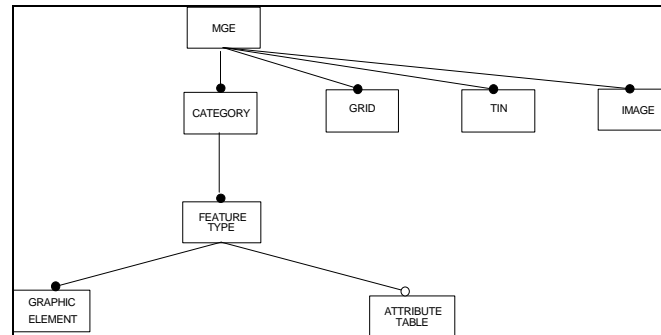 MGE
CATEGORY
GRID
TIN
IMAGE
FEATURE
TYPE
GRAPHIC
ELEMENT
ATTRIBUTE
TABLE